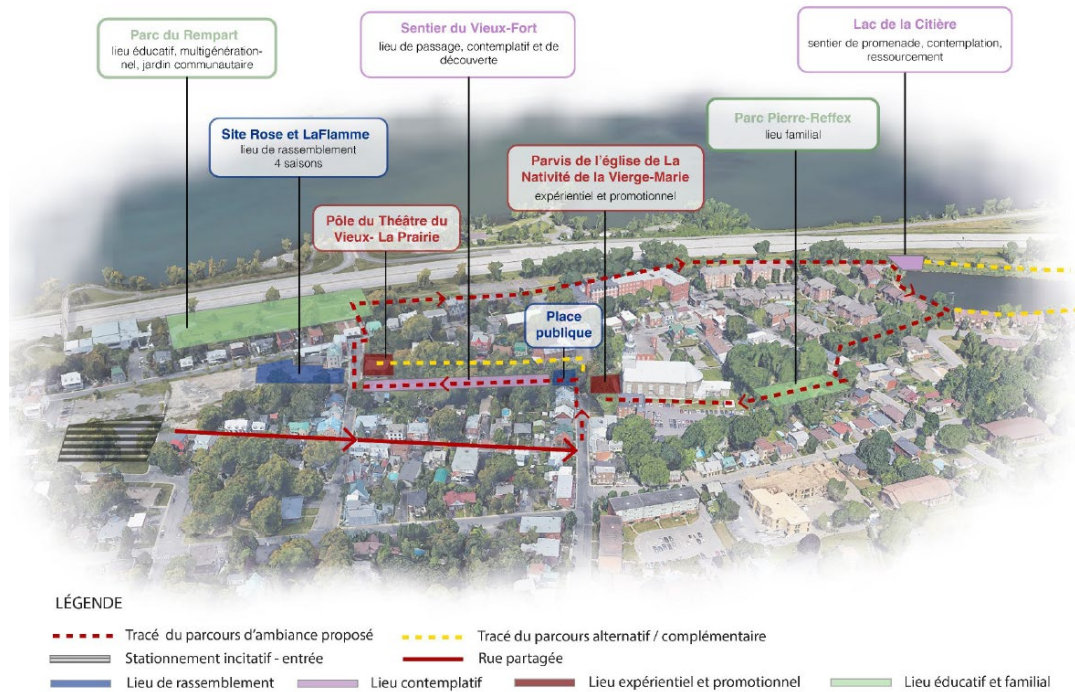 Parc du Rempart
lieu éducatif, multigénération-
nel, jardin communautaire
Sentier du Vieux-Fort
lieu de passage, contemplatif et de
découverte
Lac de la Citière
sentier de promenade, contemplation,
ressourcement
Site Rose et LaFlamme
lieu de rassemblement
4 saisons
Parc Pierre-Reffex
lieu familial
Parvis de l'église de La
Nativité de la Vierge-Marie
expérientiel et promotionnel
Pôle du Théâtre du
Vieux- La Prairie
Place
publique
LÉGENDE
Tracé du parcours d'ambiance proposé
Tracé du parcours alternatif / complémentaire
Stationnement incitatif - entrée
Rue partagée
Lieu de rassemblement
Lieu contemplatif
Lieu expérientiel et promotionnel
Lieu éducatif et familial